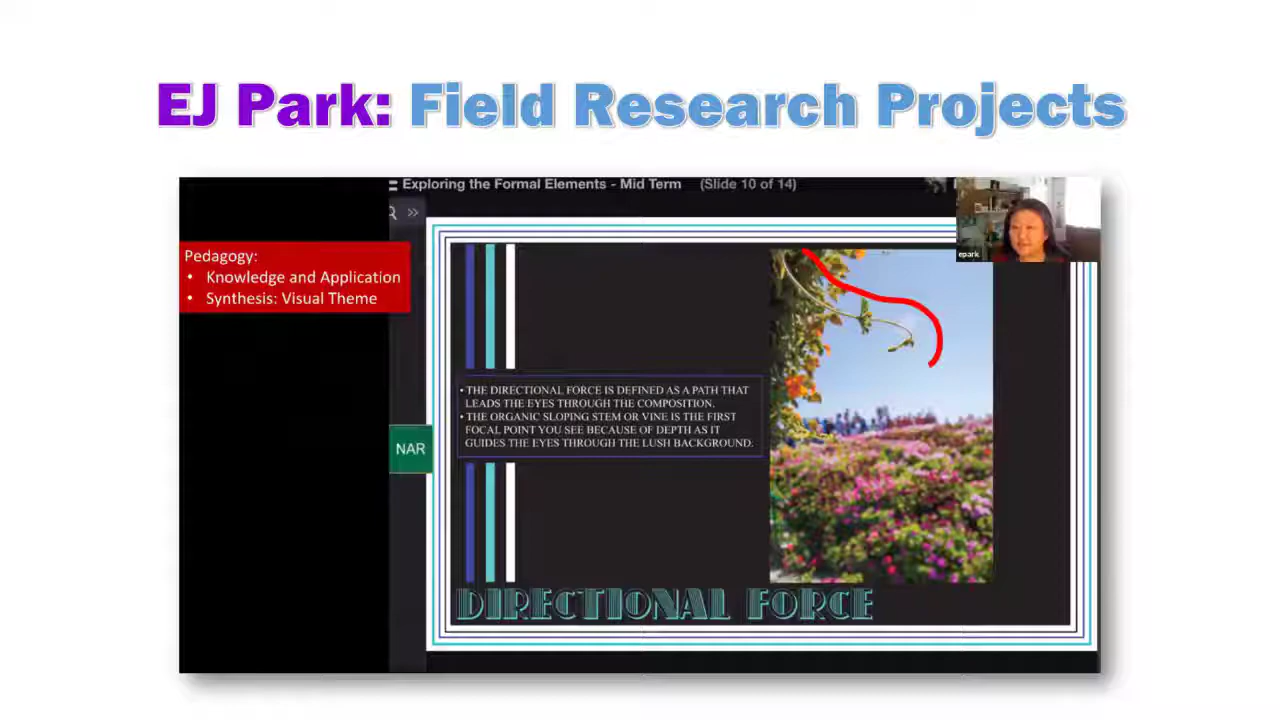 EJ Park: Field Research Projects
Exploring the Formal Elements - Mid Term (Slide 10 of 14)
epark
Pedagogy:
• Knowledge and Application
• Synthesis: Visual Theme
• THE DIRECTIONAL FORCE IS DEFINED AS A PATH THAT
LEADS THE EYES THROUGH THE COMPOSITION.
• THE ORGANIC SLOPING STEM OR VINE IS THE FIRST
FOCAL POINT YOU SEE BECAUSE OF DEPTH AS IT
GUIDES THE EYES THROUGH THE LUSH BACKGROUND.
NAR
DIRECTIONAL FORCE